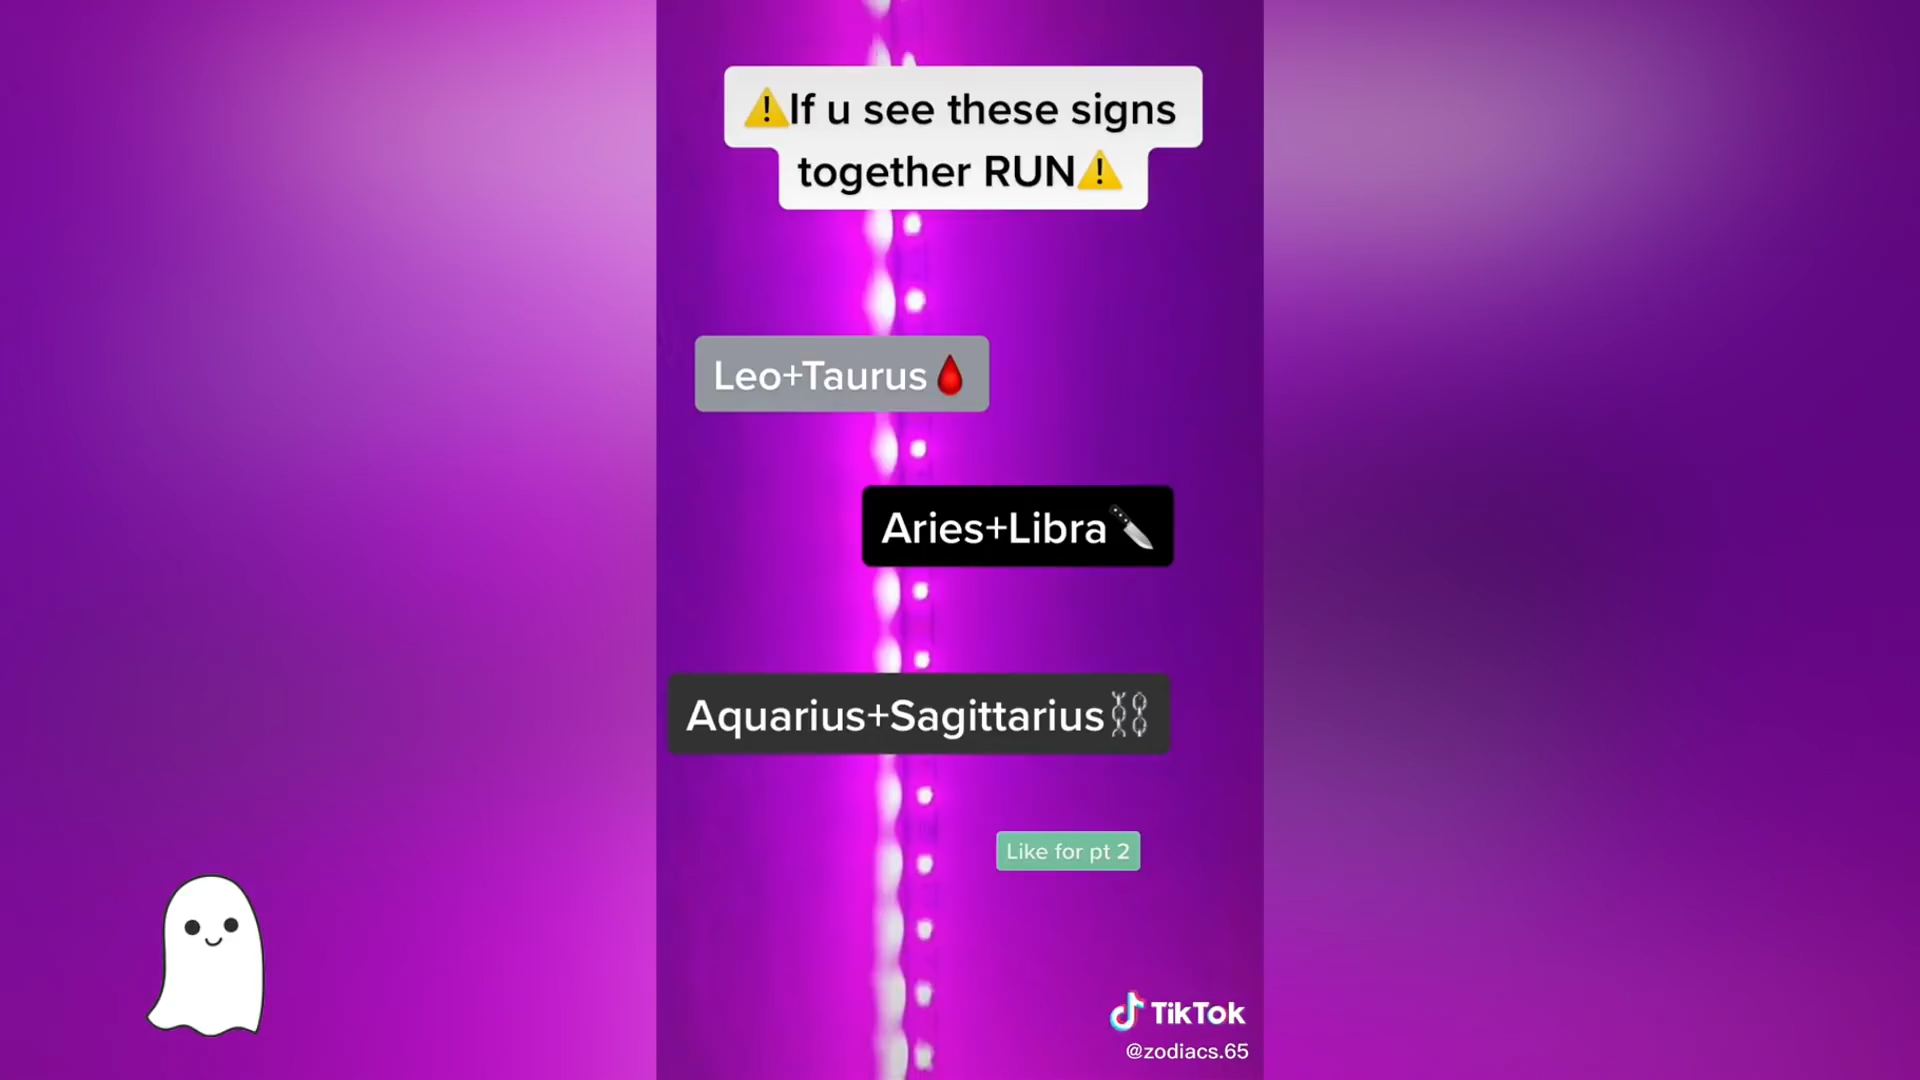 ⚠️If u see these signs
together RUN⚠️
Leo+Taurus🩸
Aries+Libra🔪
Aquarius+Sagittarius⛓️
Like for pt 2
TikTok
@zodiacs.65